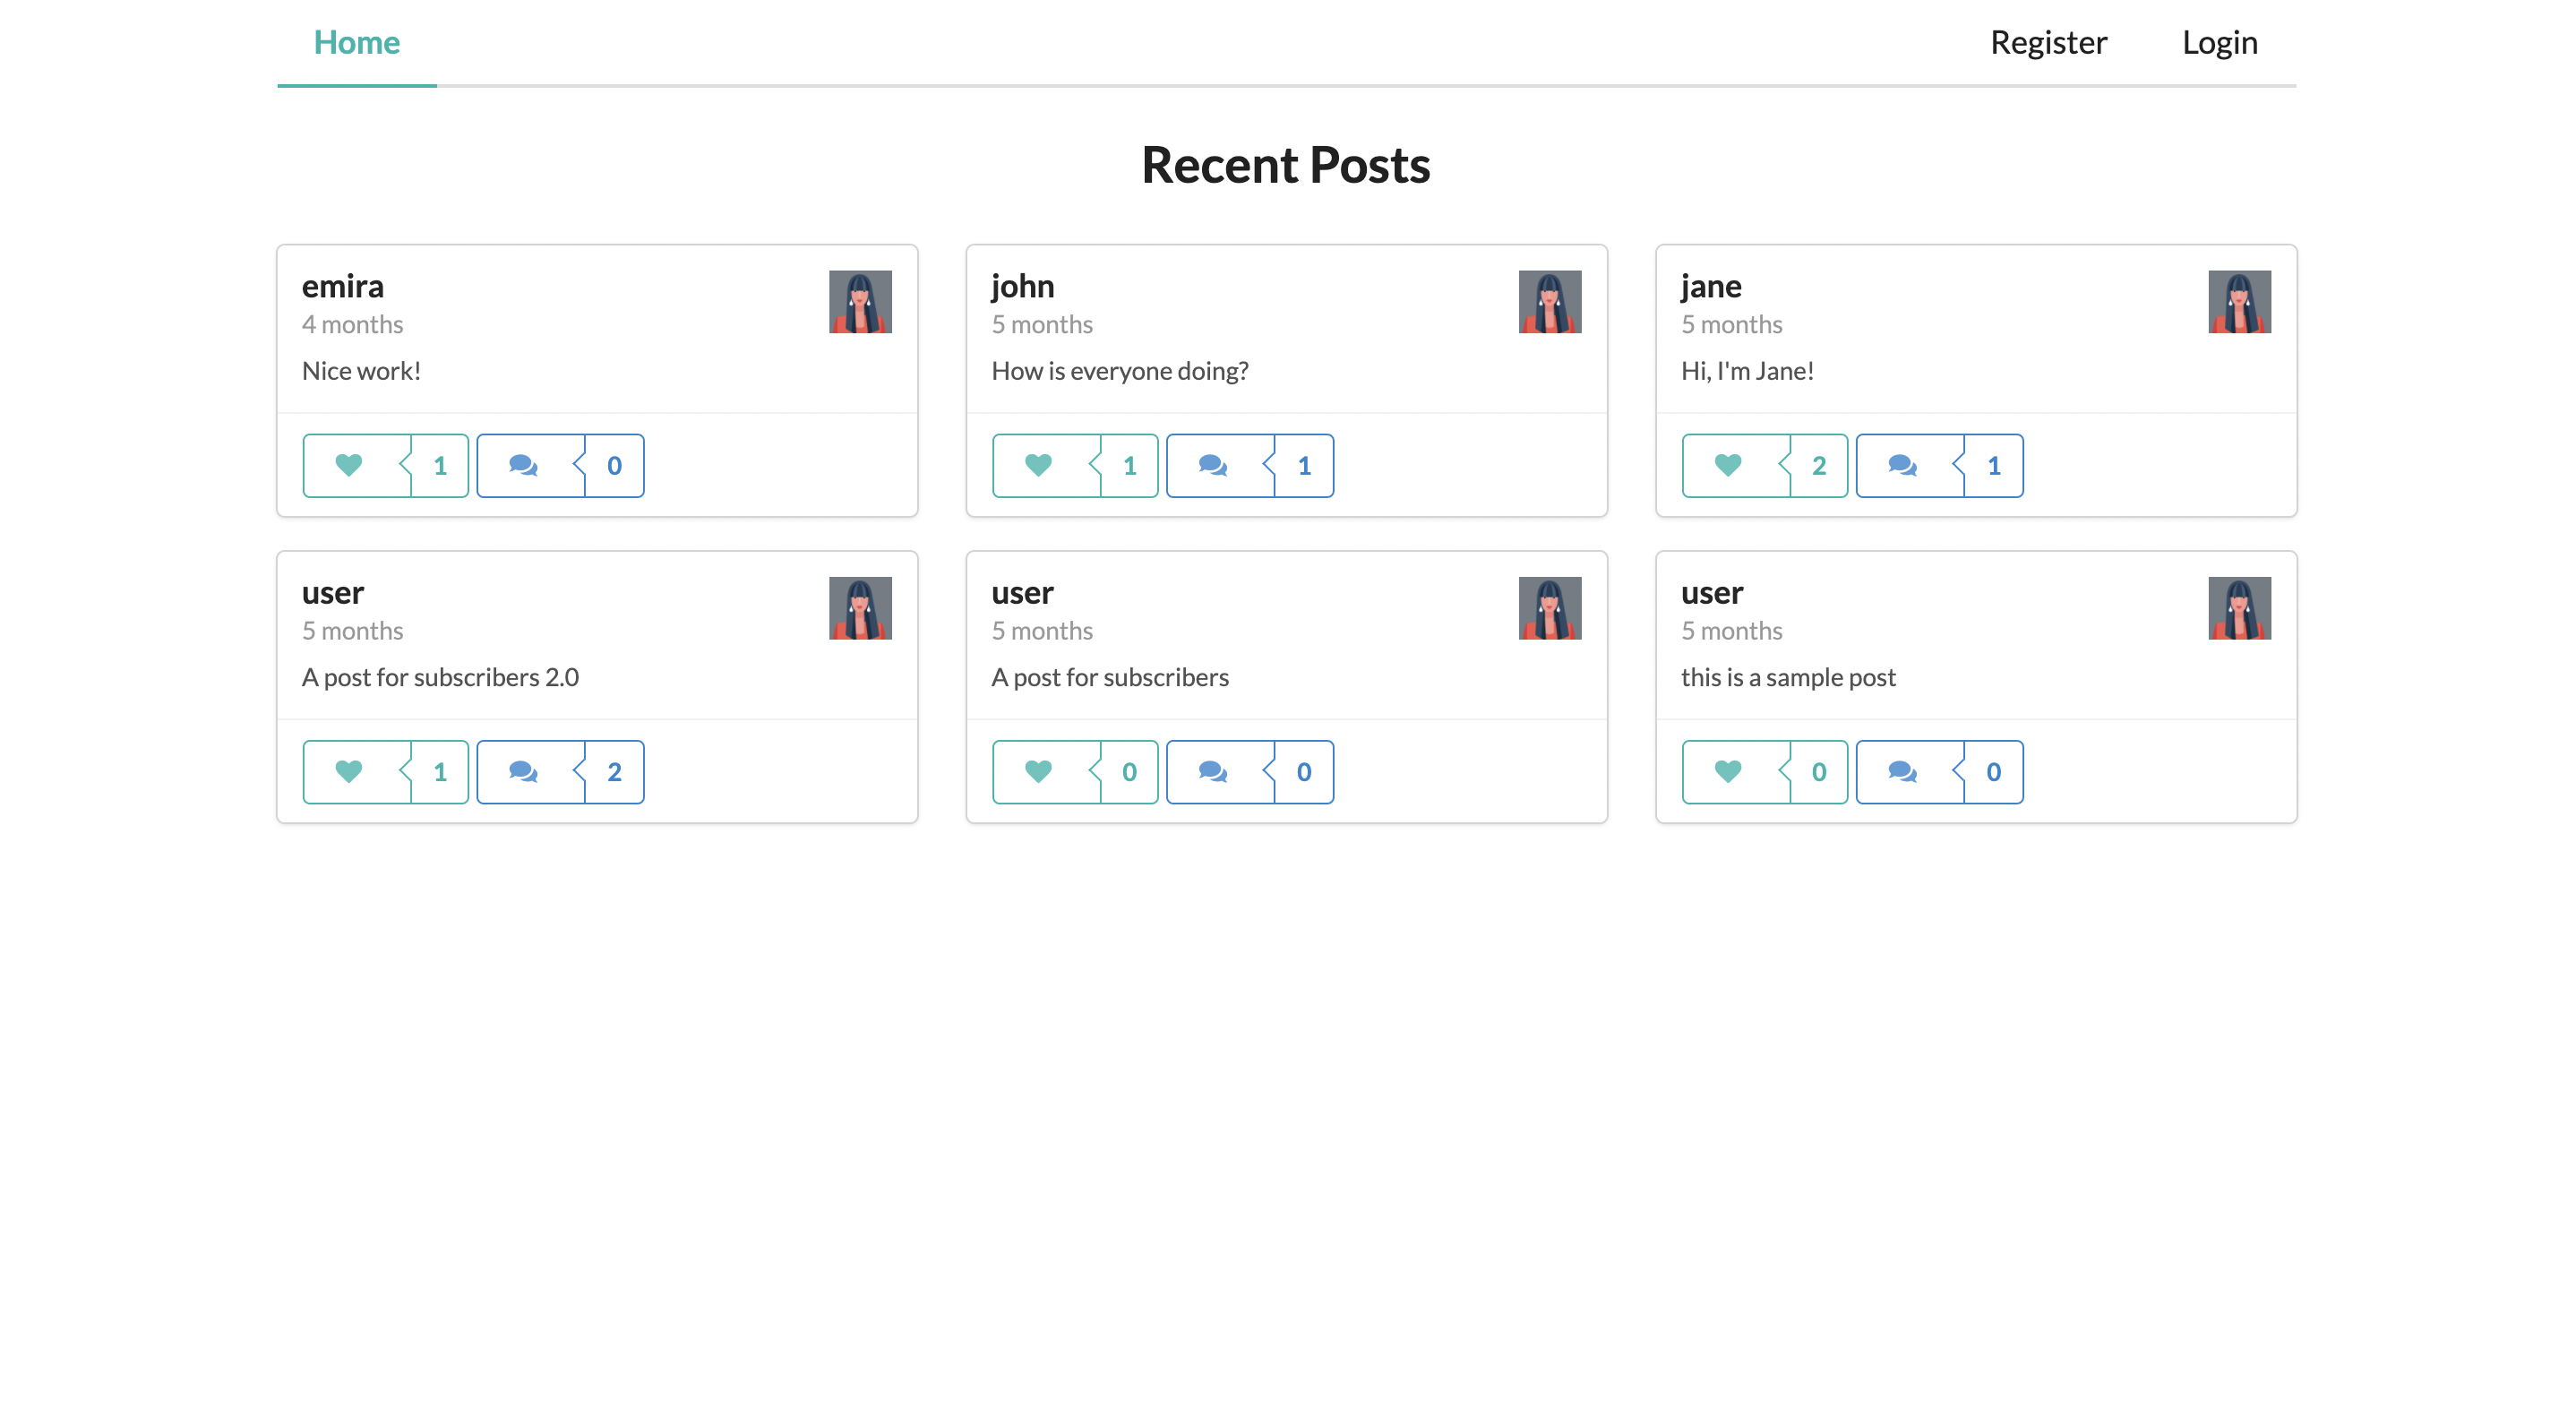 Home Register Login
Recent Posts
emira
4 months
Nice work!
1 0
john
5 months
How is everyone doing?
1 1
jane
5 months
Hi, I'm Jane!
2 1
user
5 months
A post for subscribers 2.0
1 2
user
5 months
A post for subscribers
0 0
user
5 months
this is a sample post
0 0